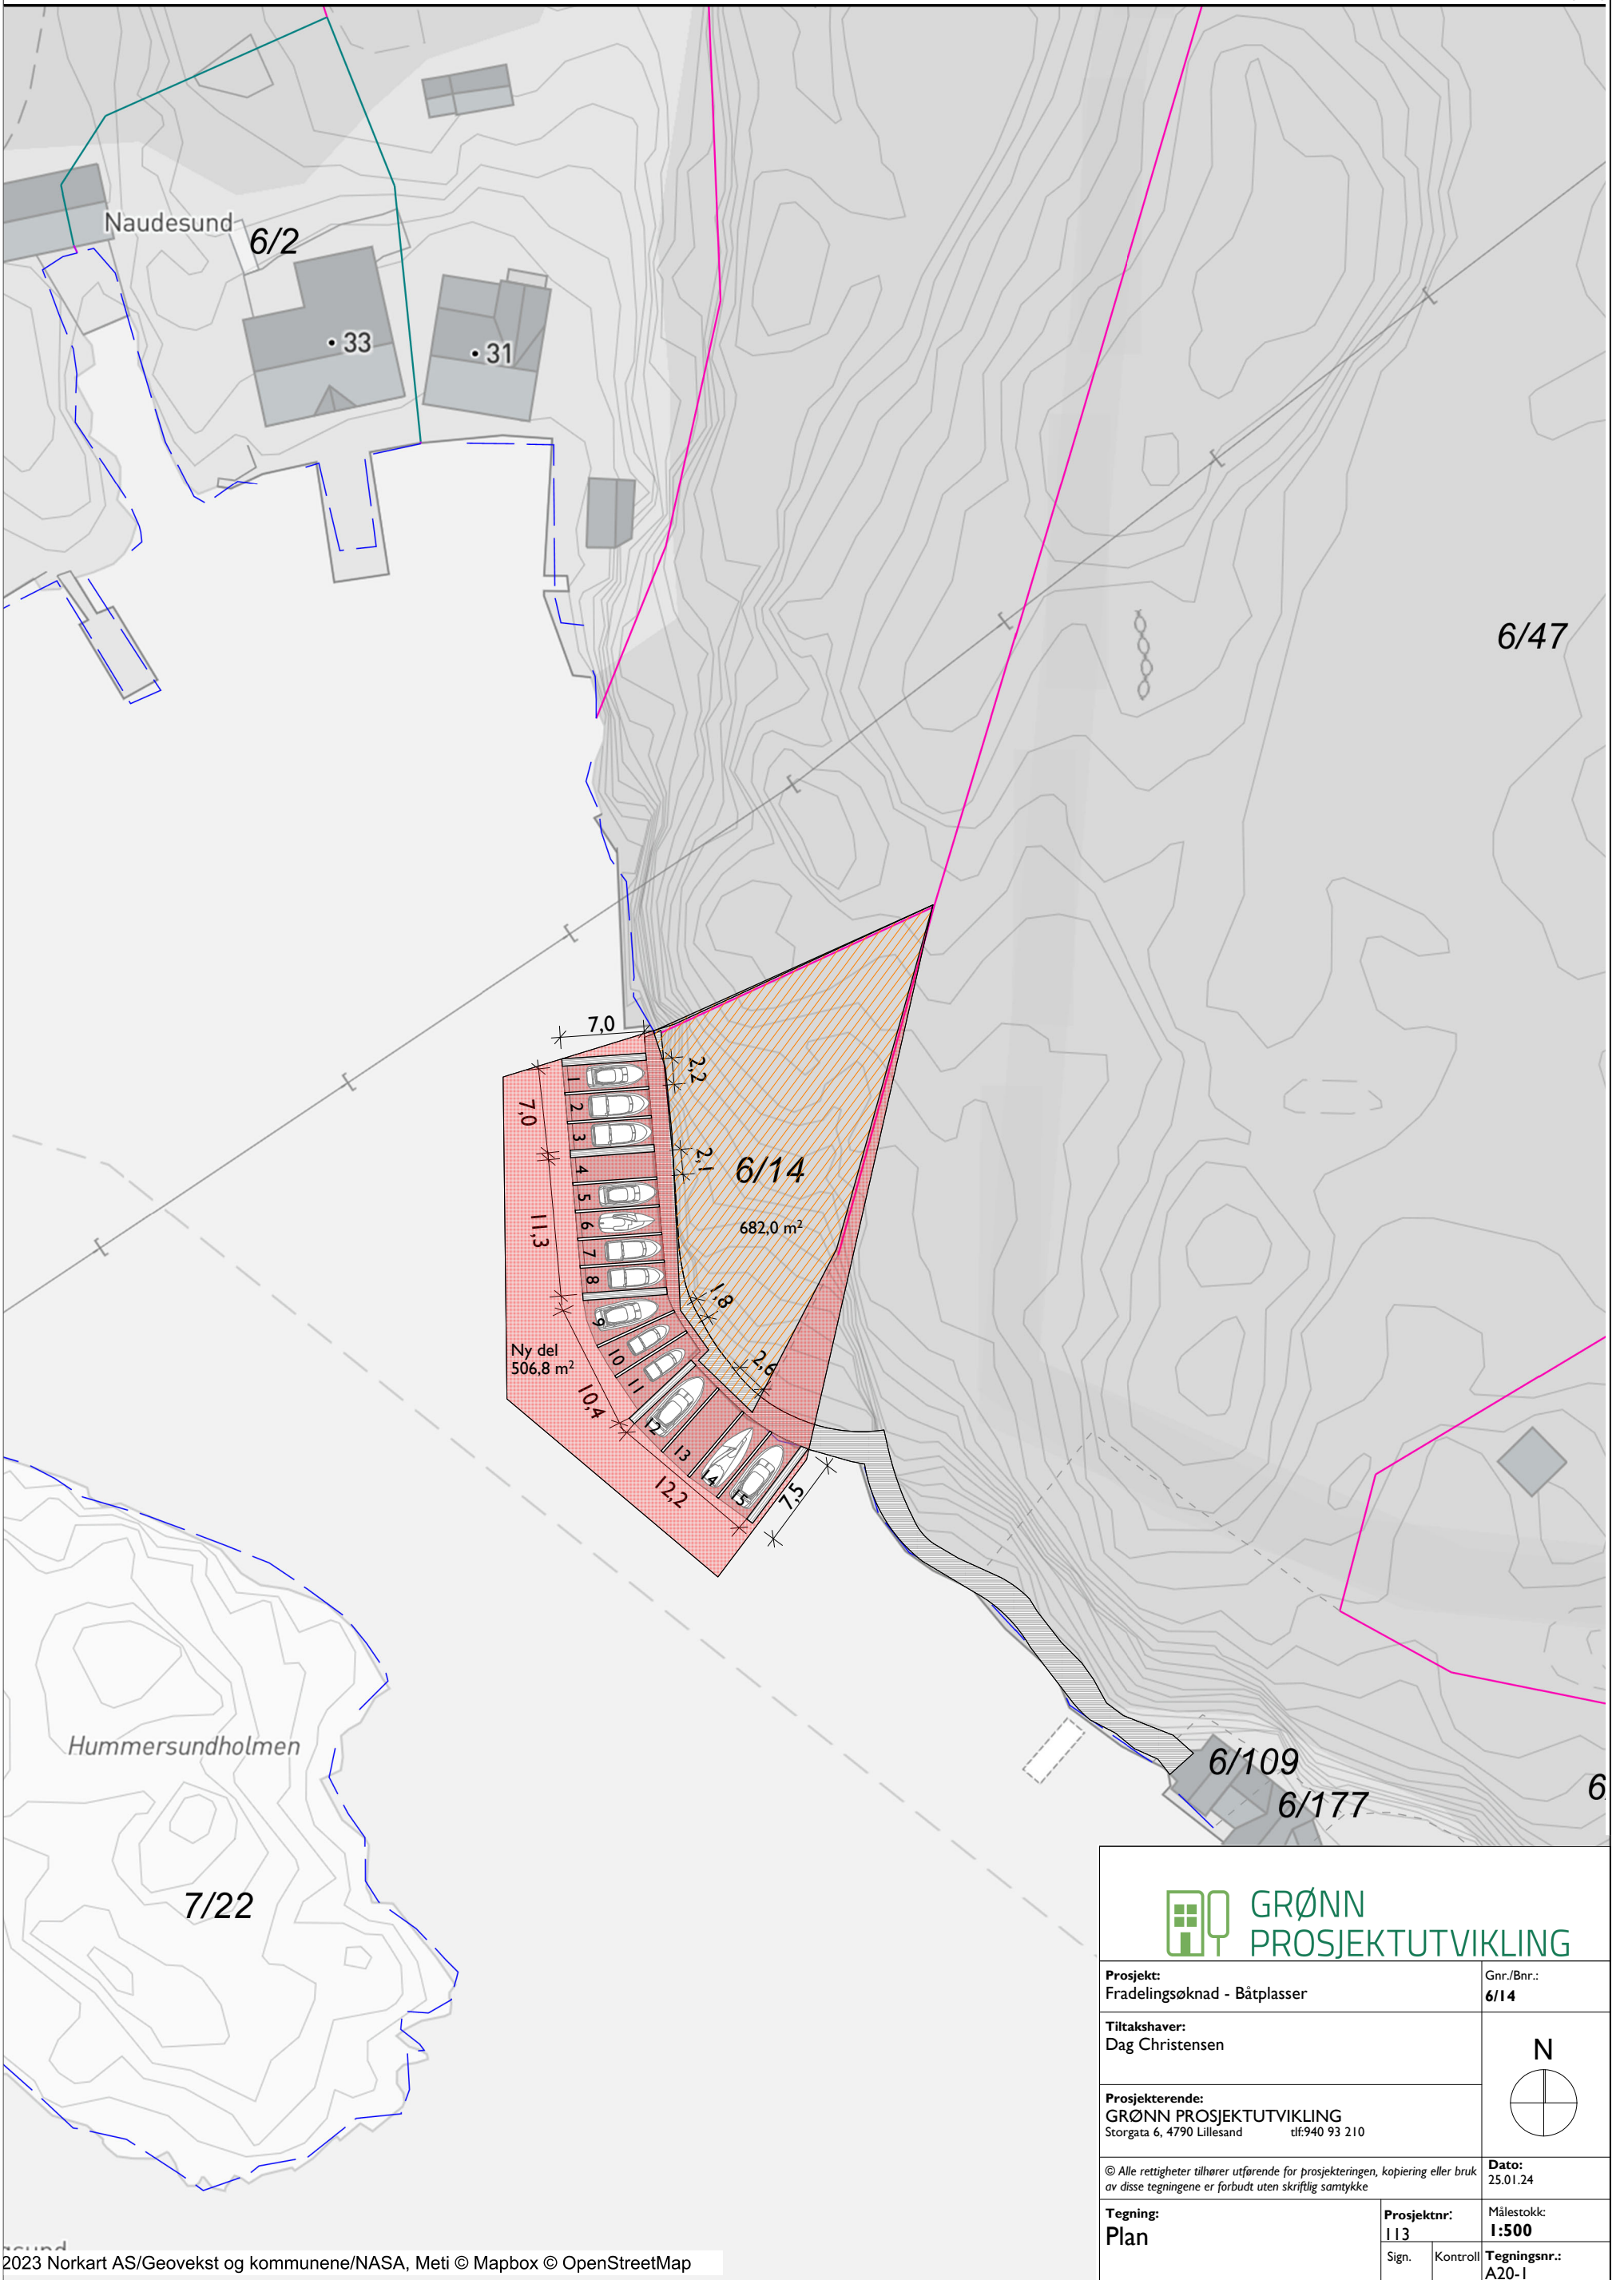 Naudesund
6/2
33
31
6/47
7,0
2,2
1
2
3
7,0
2,1
4
5
6
7
8
11,3
6/14
682,0 m²
1,8
9
10
11
Ny del
506,8 m²
2,6
10,4
12
13
14
15
12,2
7,5
Hummersundholmen
7/22
6/109
6/177
6
GRØNN
PROSJEKTUTVIKLING
Prosjekt:
Fradelingsøknad - Båtplasser
Gnr./Bnr.:
6/14
Tiltakshaver:
Dag Christensen
N
Prosjekterende:
GRØNN PROSJEKTUTVIKLING
Storgata 6, 4790 Lillesand tlf:940 93 210
© Alle rettigheter tilhører utførende for prosjekteringen, kopiering eller bruk
av disse tegningene er forbudt uten skriftlig samtykke
Dato:
25.01.24
Tegning:
Plan
Prosjektnr:
113
Målestokk:
1:500
Sign.
Kontroll
Tegningsnr.:
A20-1
2023 Norkart AS/Geovekst og kommunene/NASA, Meti © Mapbox © OpenStreetMap